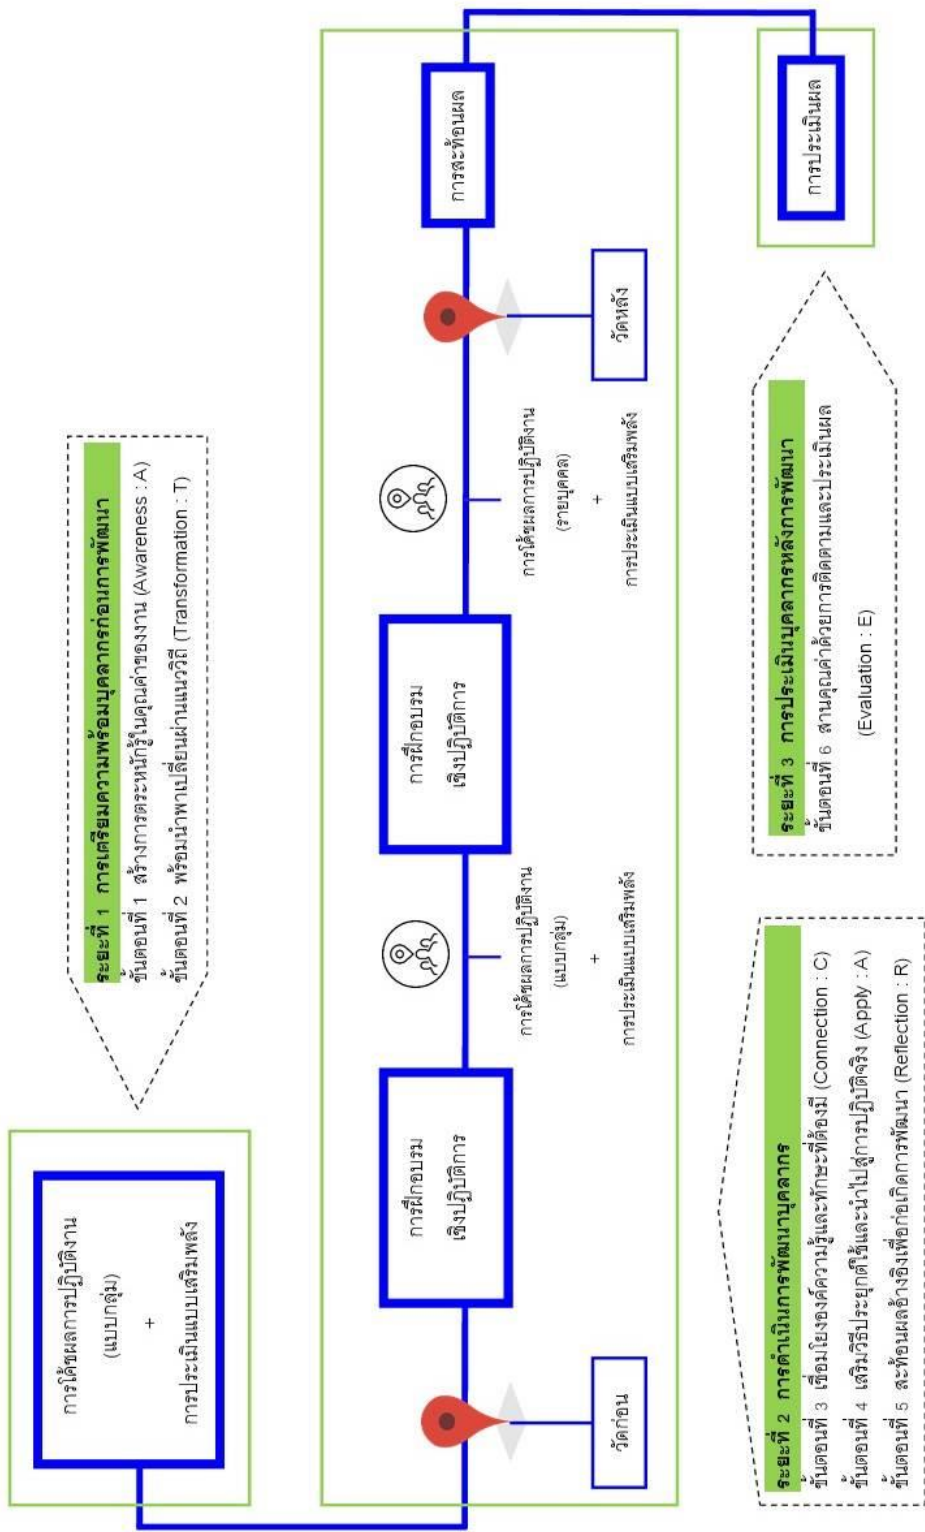 การโค้ชผลการปฏิบัติงาน
(แบบกลุ่ม)
+
การประเมินแบบเสริมพลัง
ระยะที่ 1 การเตรียมความพร้อมบุคลากรก่อนการพัฒนา
ขั้นตอนที่ 1 สร้างการตระหนักรู้ในคุณค่าของงาน (Awareness : A)
ขั้นตอนที่ 2 พร้อมนำพาเปลี่ยนผ่านแนววิถี (Transformation : T)
วัดก่อน
การฝึกอบรม
เชิงปฏิบัติการ
การโค้ชผลการปฏิบัติงาน
(แบบกลุ่ม)
+
การประเมินแบบเสริมพลัง
การฝึกอบรม
เชิงปฏิบัติการ
การโค้ชผลการปฏิบัติงาน
(รายบุคคล)
+
การประเมินแบบเสริมพลัง
วัดหลัง
การสะท้อนผล
ระยะที่ 2 การดำเนินการพัฒนาบุคลากร
ขั้นตอนที่ 3 เชื่อมโยงองค์ความรู้และทักษะที่ต้องมี (Connection : C)
ขั้นตอนที่ 4 เสริมวิธีประยุกต์ใช้และนำไปสู่การปฏิบัติจริง (Apply : A)
ขั้นตอนที่ 5 สะท้อนผลอ้างอิงเพื่อก่อเกิดการพัฒนา (Reflection : R)
ระยะที่ 3 การประเมินบุคลากรหลังการพัฒนา
ขั้นตอนที่ 6 สานคุณค่าด้วยการติดตามและประเมินผล
(Evaluation : E)
การประเมินผล